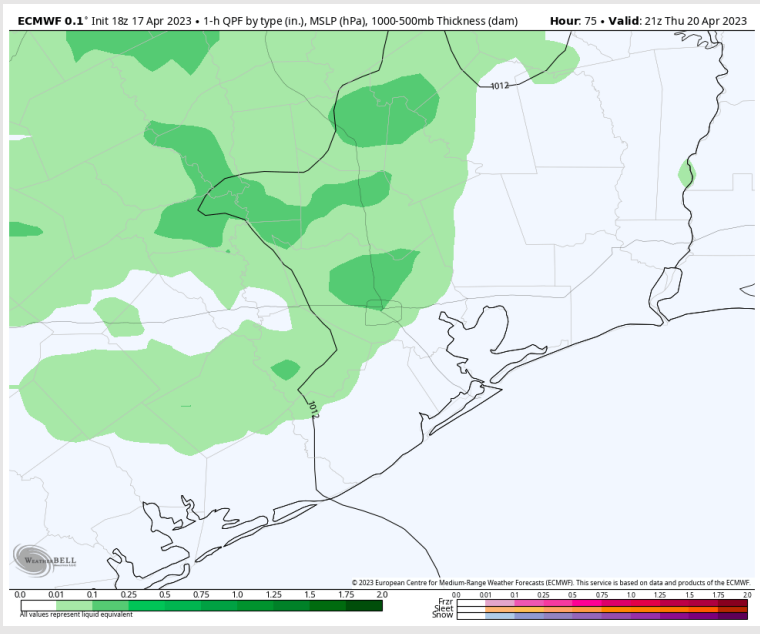 ECMWF 0.1° Init 18z 17 Apr 2023 • 1-h QPF by type (in.), MSLP (hPa), 1000-500mb Thickness (dam) Hour: 75 • Valid: 21z Thu 20 Apr 2023
1012
1012
WEATHERBELL
© 2023 European Centre for Medium-Range Weather Forecasts (ECMWF). This service is based on data and products of the ECMWF.
0.0 0.01 0.1 0.25 0.5 0.75 1.0 1.25 1.5 1.75 2.0
0.0 0.01 0.1 0.25 0.5 0.75 1.0 1.25 1.5 1.75 2.0
Frzr
Sleet
Snow
All values represent liquid equivalent